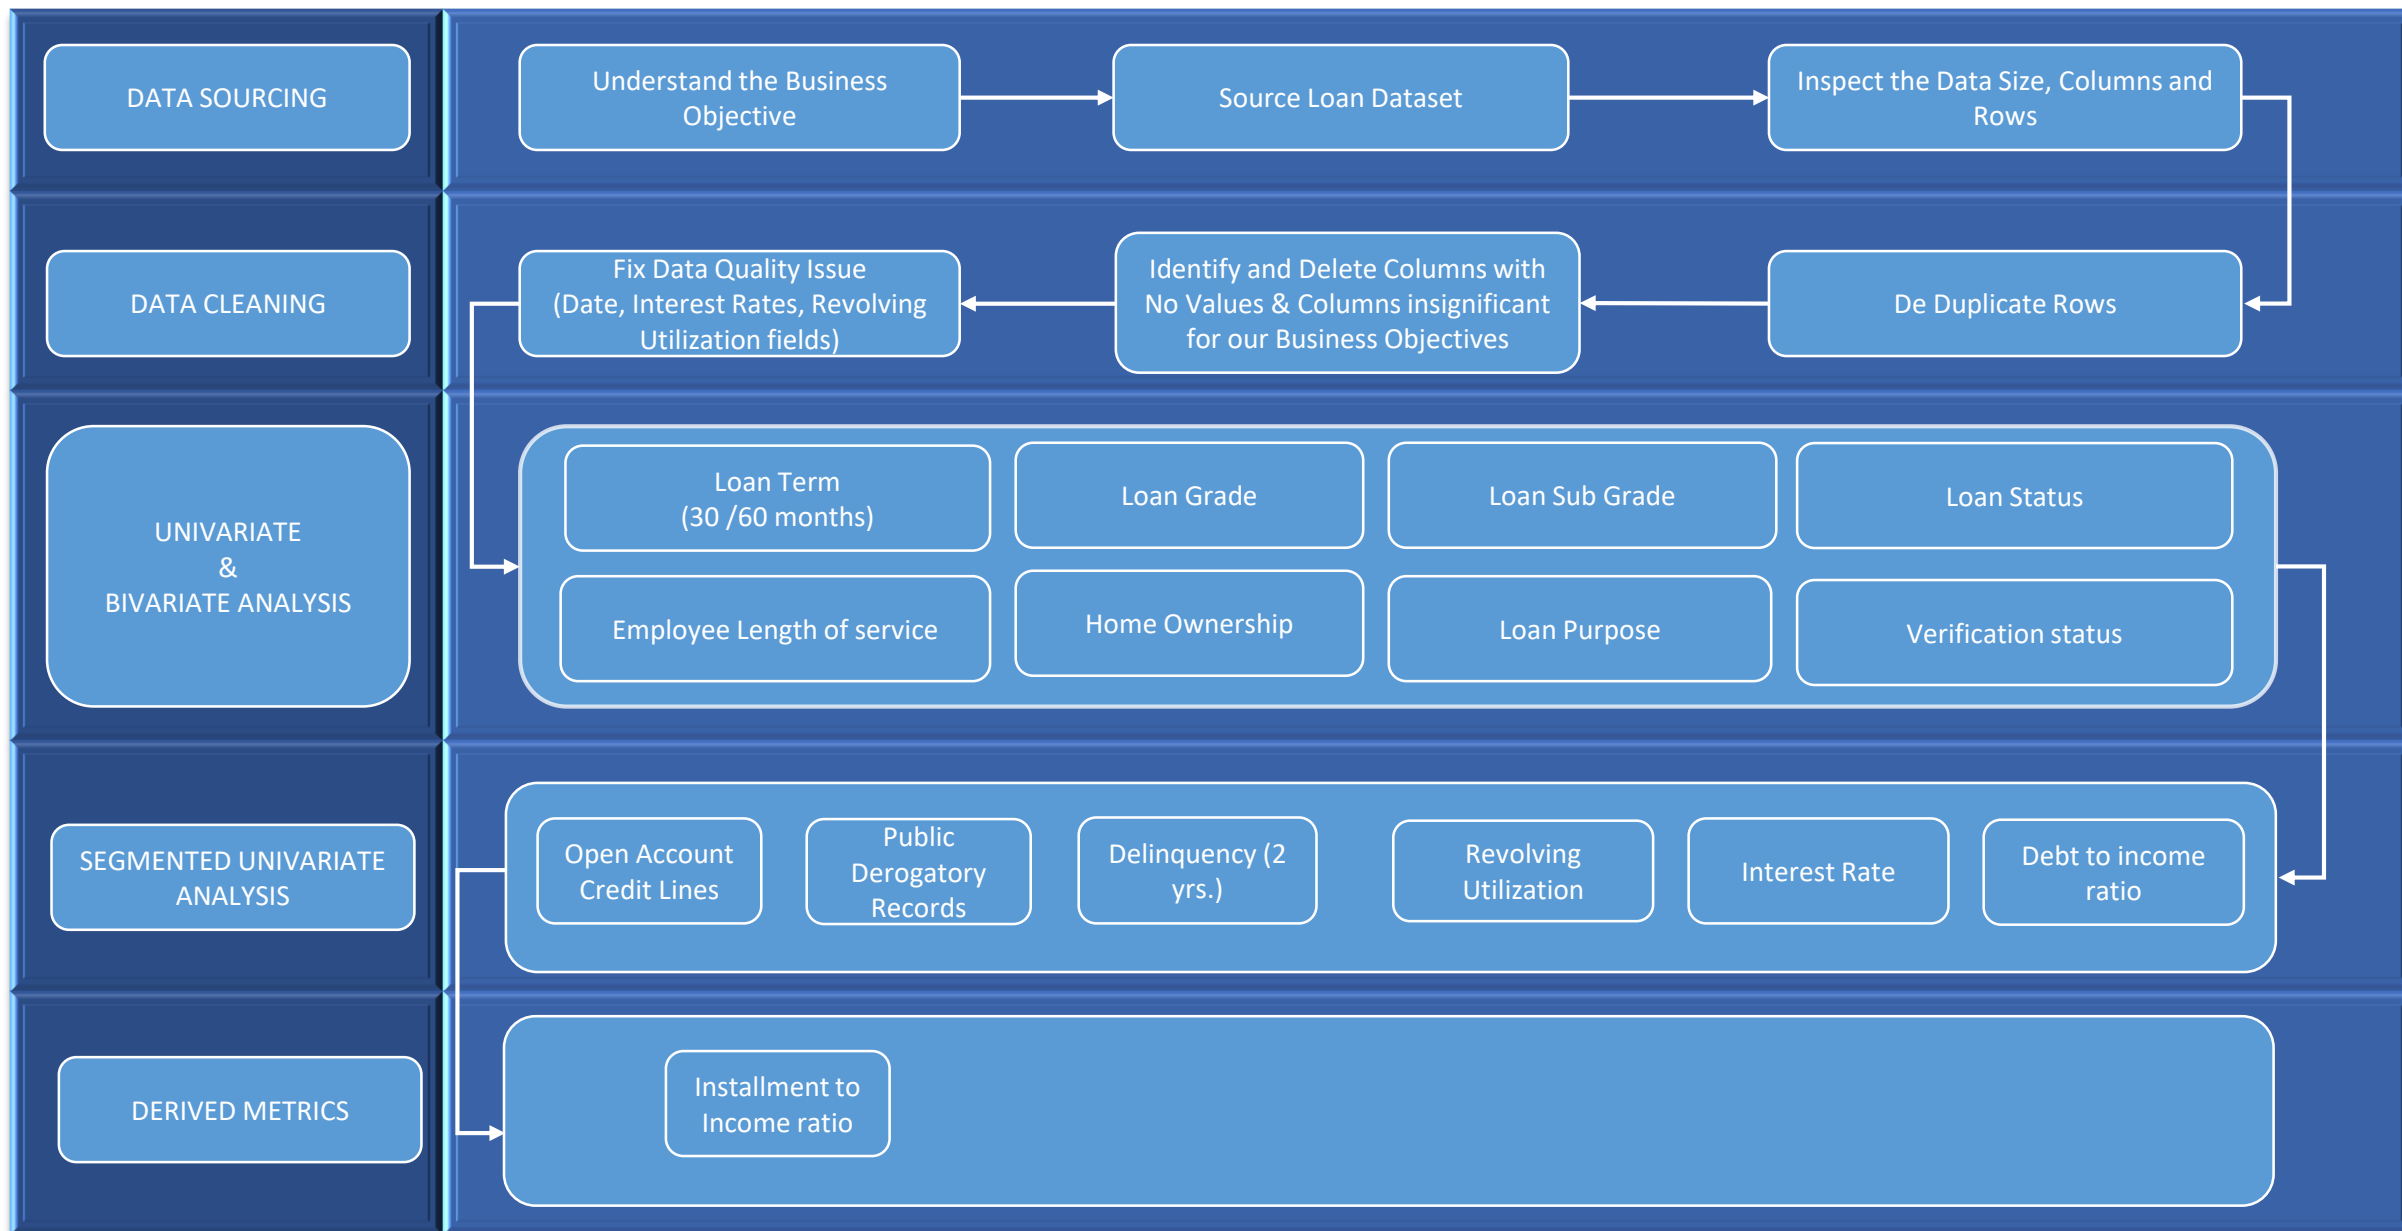 DATA SOURCING
Understand the Business
Objective
Source Loan Dataset
Inspect the Data Size, Columns and
Rows
DATA CLEANING
Fix Data Quality Issue
(Date, Interest Rates, Revolving
Utilization fields)
Identify and Delete Columns with
No Values & Columns insignificant
for our Business Objectives
De Duplicate Rows
UNIVARIATE
&
BIVARIATE ANALYSIS
Loan Term
(30 /60 months)
Loan Grade
Loan Sub Grade
Loan Status
Employee Length of service
Home Ownership
Loan Purpose
Verification status
SEGMENTED UNIVARIATE
ANALYSIS
Open Account
Credit Lines
Public
Derogatory
Records
Delinquency (2
yrs.)
Revolving
Utilization
Interest Rate
Debt to income
ratio
DERIVED METRICS
Installment to
Income ratio